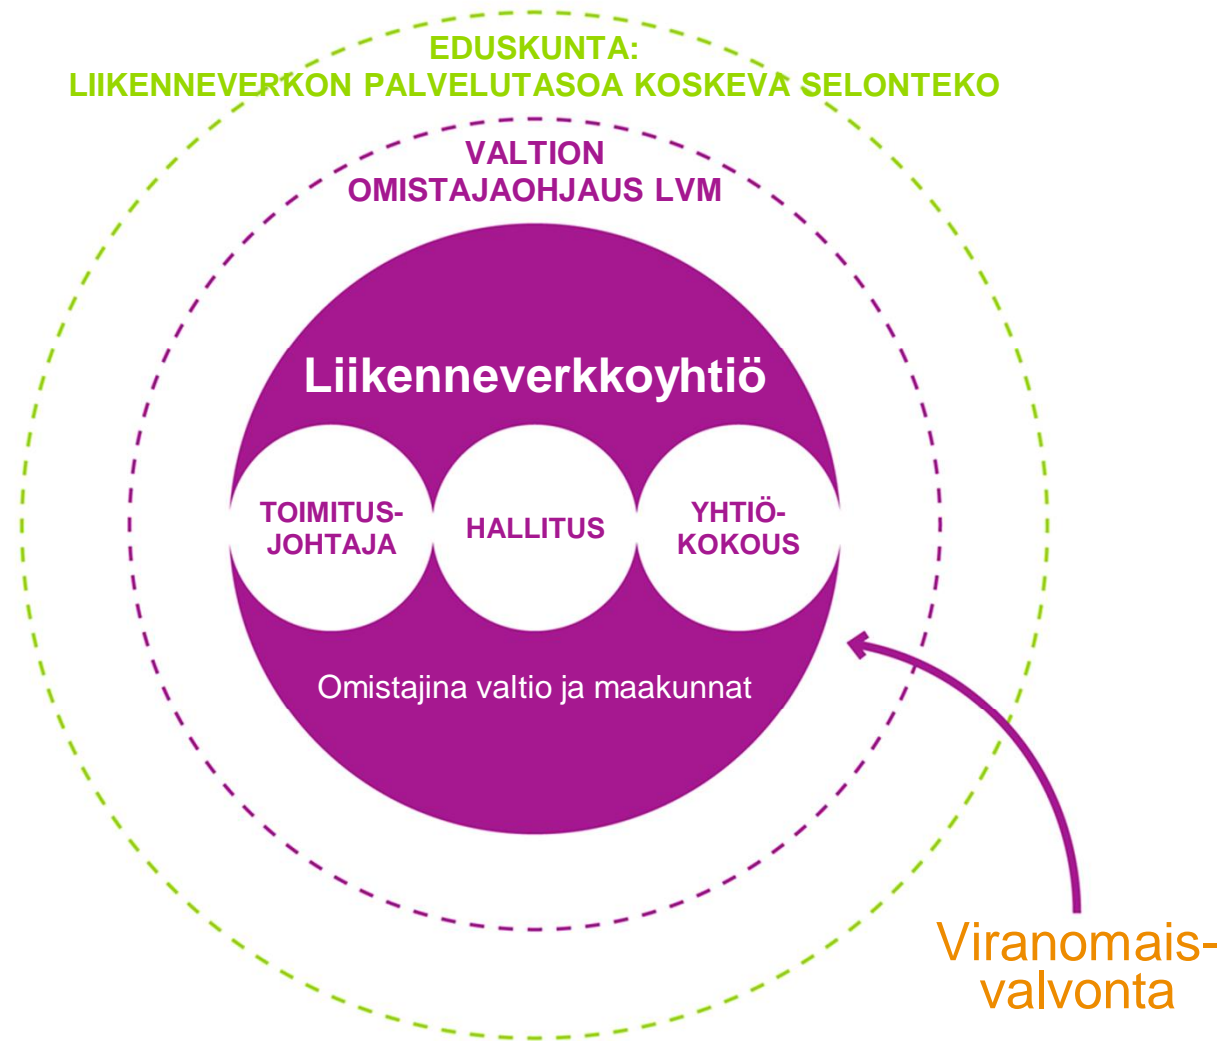 EDUSKUNTA:
LIIKENNEVERKON PALVELUTASOA KOSKEVA SELONTEKO
VALTION
OMISTAJAOHJAUS LVM
Liikenneverkkoyhtiö
TOIMITUS-
JOHTAJA
HALLITUS
YHTIÖ-
KOKOUS
Omistajina valtio ja maakunnat
Viranomais-
valvonta